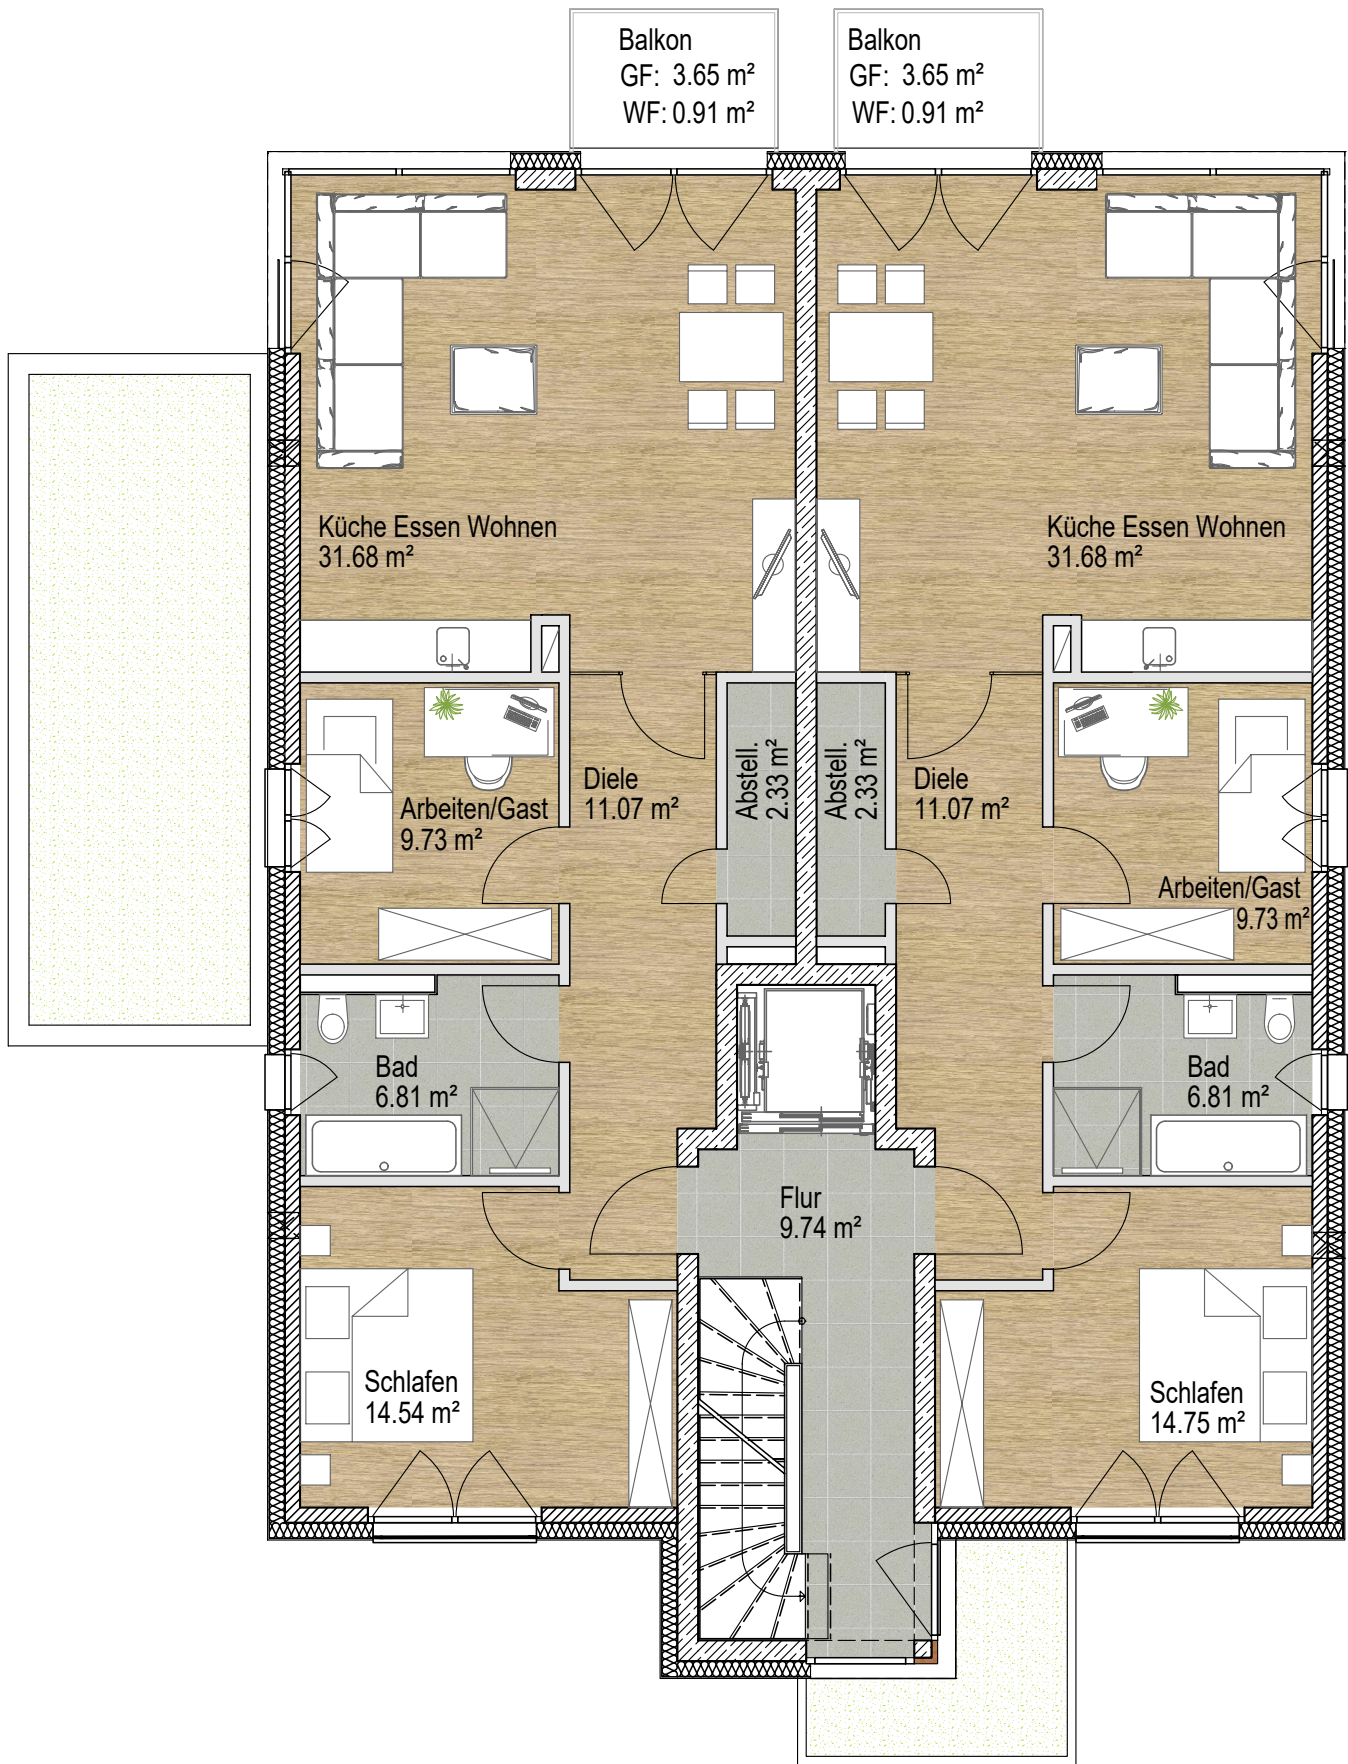 Balkon
GF: 3.65 m²
WF: 0.91 m²
Balkon
GF: 3.65 m²
WF: 0.91 m²
Küche Essen Wohnen
31.68 m²
Küche Essen Wohnen
31.68 m²
Arbeiten/Gast
9.73 m²
Diele
11.07 m²
Abstell.
2.33 m²
Abstell.
2.33 m²
Diele
11.07 m²
Arbeiten/Gast
9.73 m²
Bad
6.81 m²
Bad
6.81 m²
Flur
9.74 m²
Schlafen
14.54 m²
Schlafen
14.75 m²